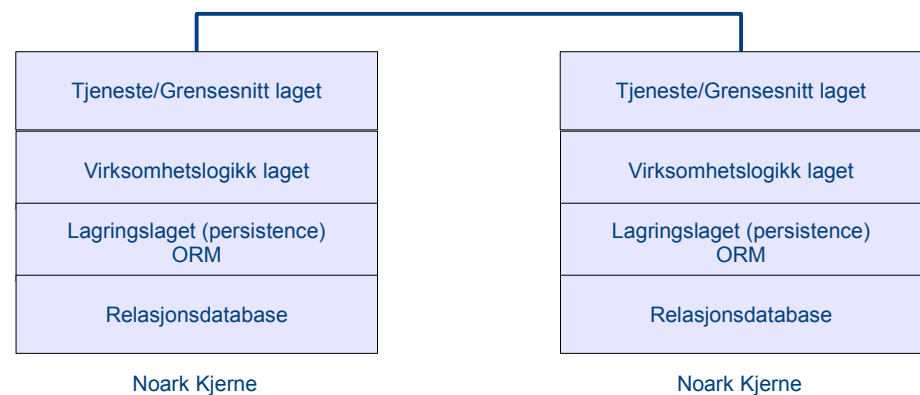 Tjeneste/Grensesnitt laget
Virksomhetslogikk laget
Lagringslaget (persistence)
ORM
Relasjonsdatabase
Noark Kjerne
Tjeneste/Grensesnitt laget
Virksomhetslogikk laget
Lagringslaget (persistence)
ORM
Relasjonsdatabase
Noark Kjerne